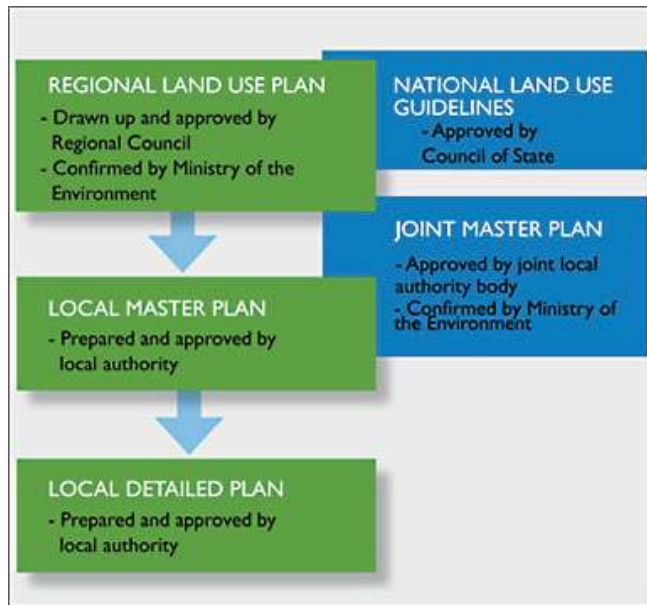 REGIONAL LAND USE PLAN
- Drawn up and approved by
Regional Council
- Confirmed by Ministry of the
Environment
NATIONAL LAND USE
GUIDELINES
- Approved by
Council of State
JOINT MASTER PLAN
- Approved by joint local
authority body
- Confirmed by Ministry of
the Environment
LOCAL MASTER PLAN
- Prepared and approved by
local authority
LOCAL DETAILED PLAN
- Prepared and approved by
local authority